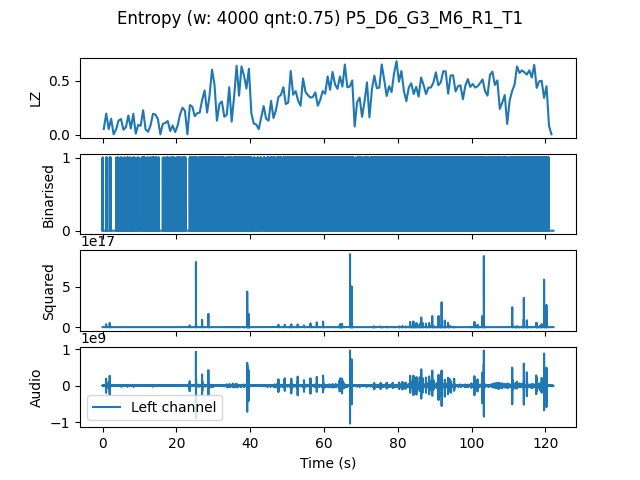 Entropy (w: 4000 qnt:0.75) P5_D6_G3_M6_R1_T1
0.5
0.0
LZ
1
0
Binarised
1e17
5
0
Squared
1e9
1
0
−1
Audio
Left channel
0 20 40 60 80 100 120
Time (s)